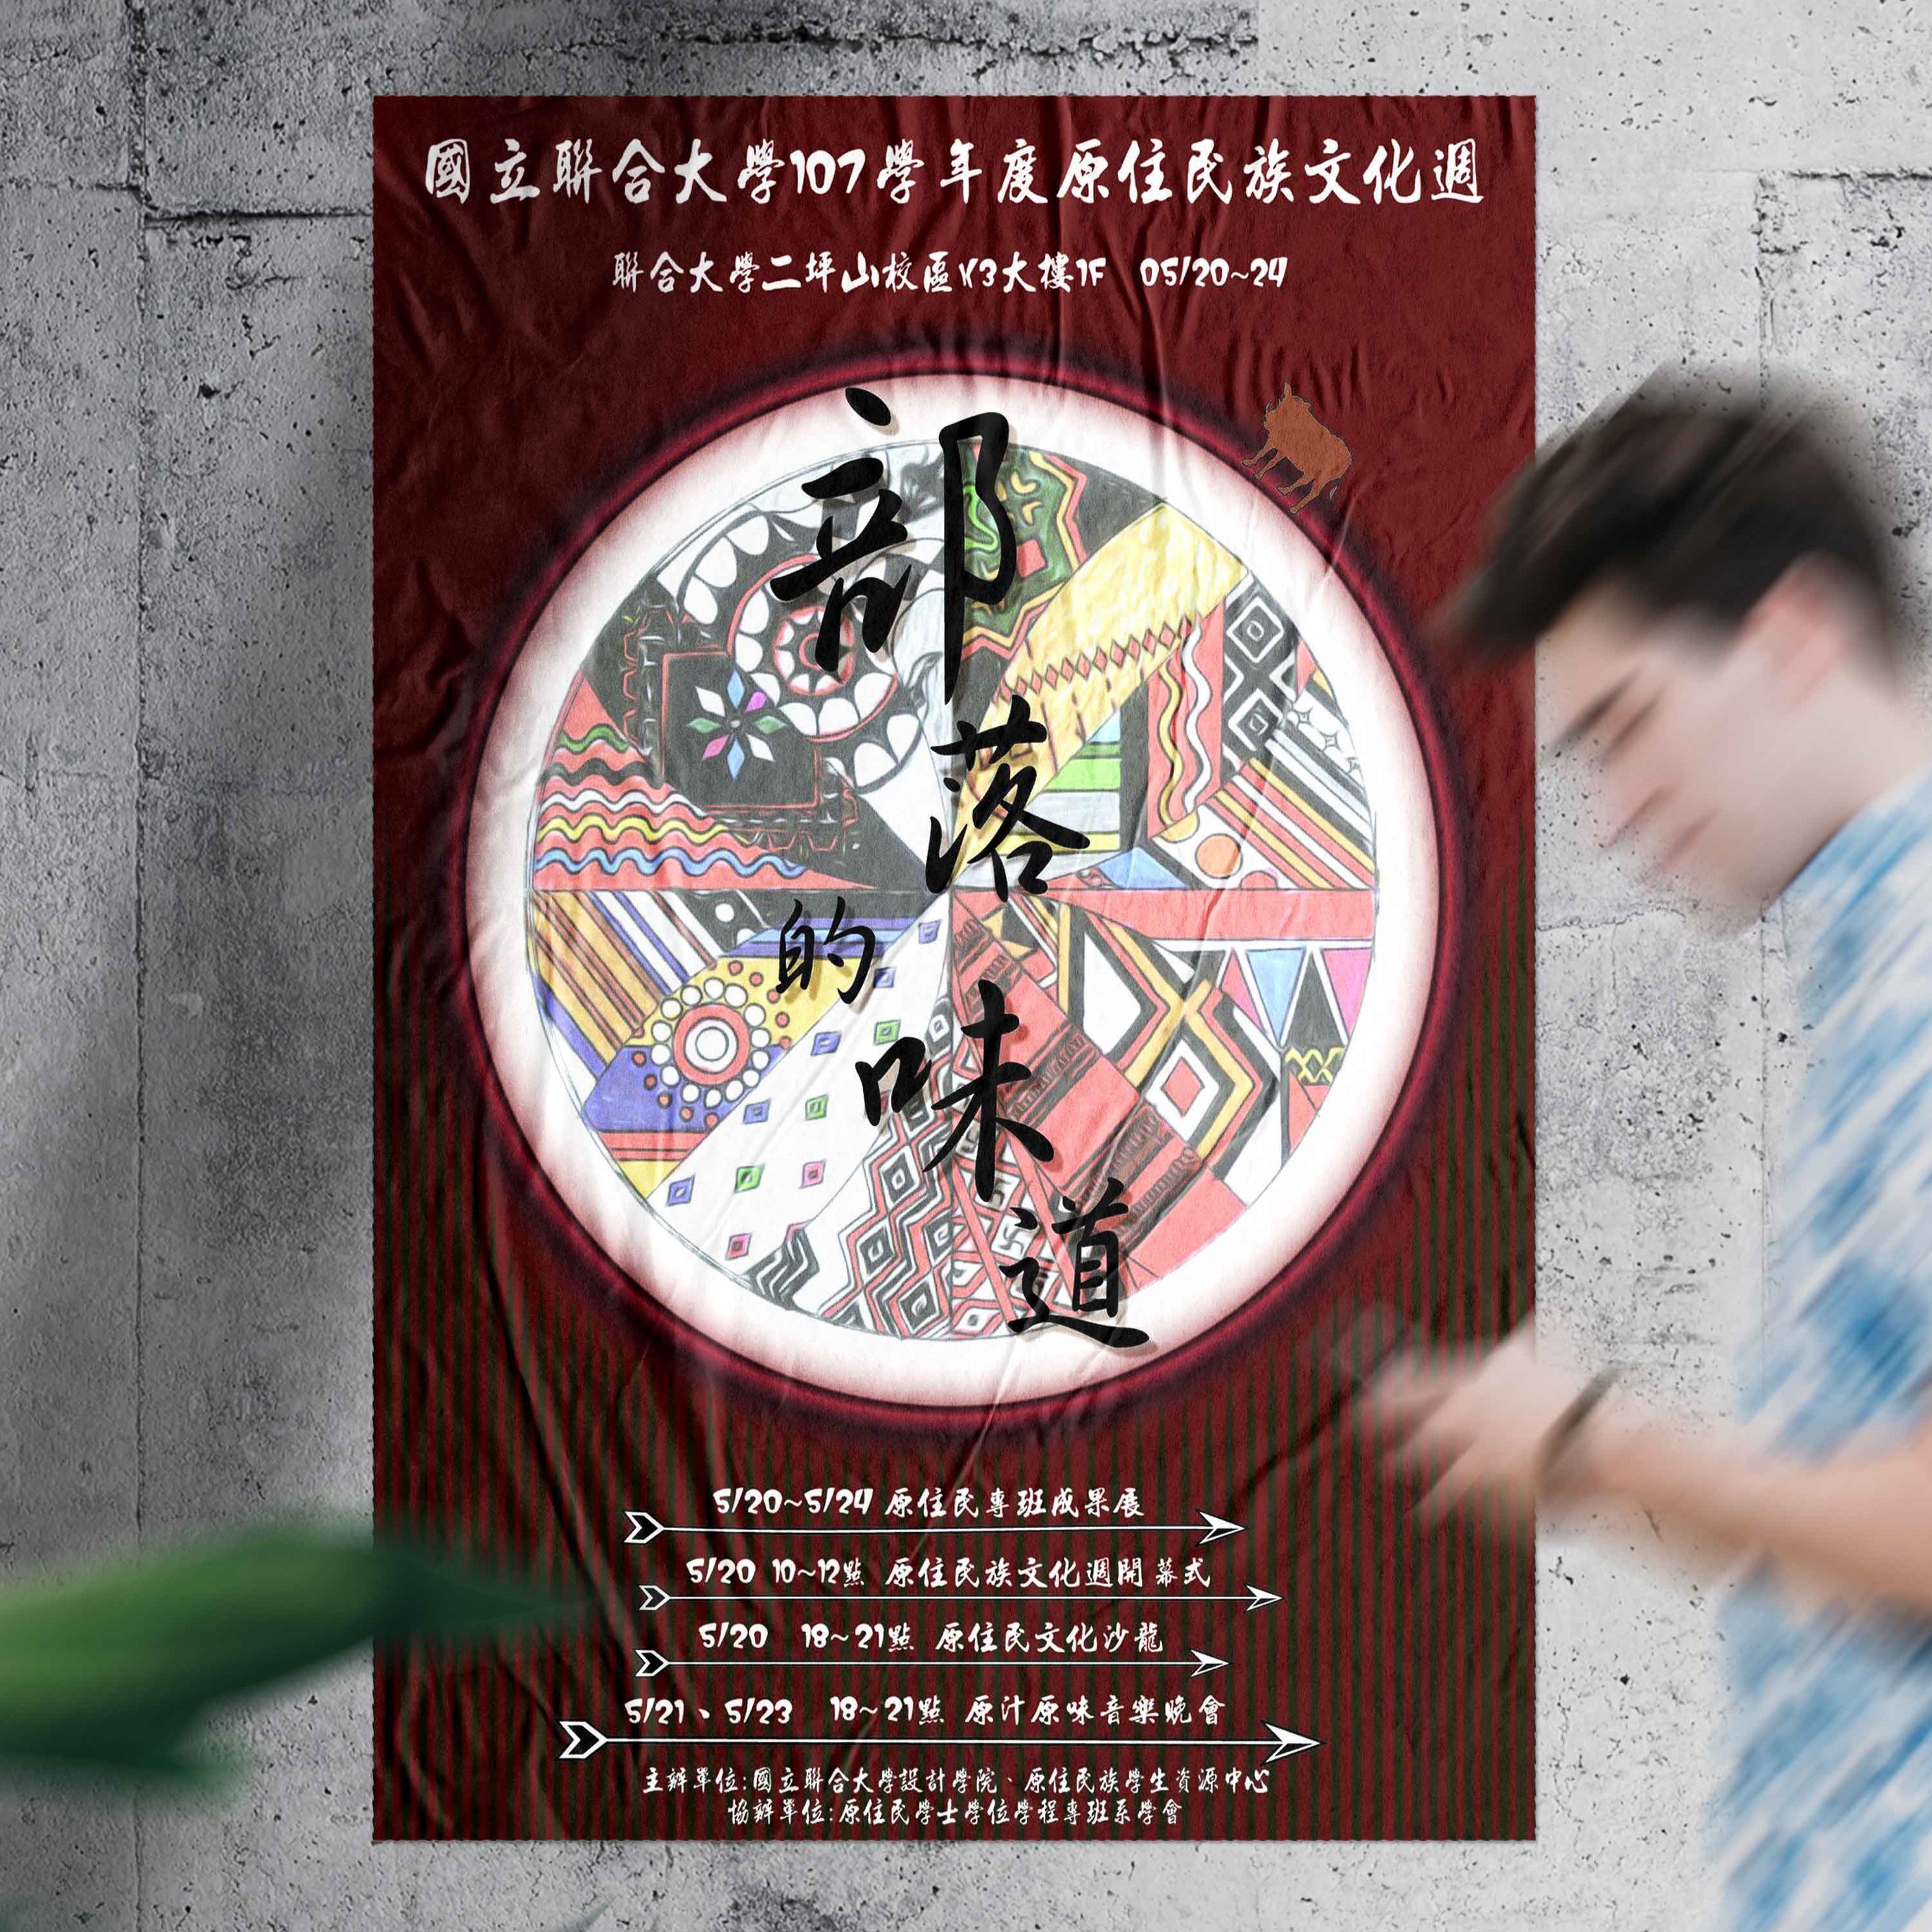 國立聯合大學107學年度原住民族文化週
聯合大學二坪山校區K3大樓1F 05/20~24
部落的味道
5/20~5/24 原住民專班成果展
5/20 10~12點 原住民族文化週開幕式
5/20 18~21點 原住民文化沙龍
5/21、5/23 18~21點 原汁原味音樂晚會
主辦單位:國立聯合大學設計學院、原住民族學生資源中心
協辦單位:原住民學士學位學程專班系學會